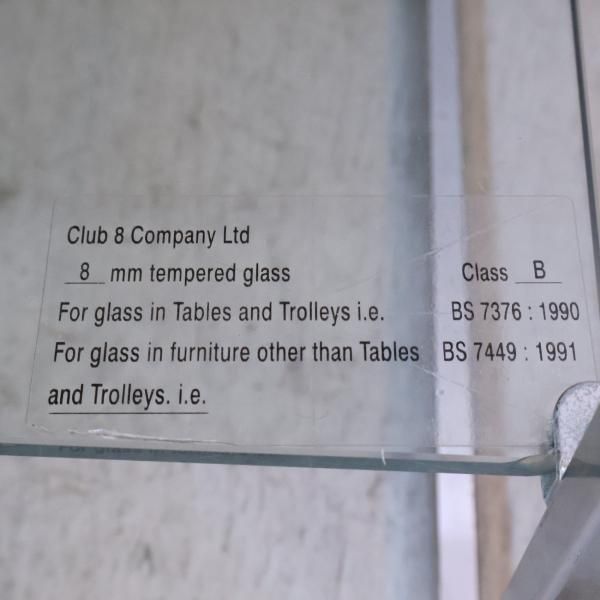 Club 8 Company Ltd
8 mm tempered glass Class B
For glass in Tables and Trolleys i.e. BS 7376 : 1990
For glass in furniture other than Tables BS 7449 : 1991
and Trolleys. i.e.